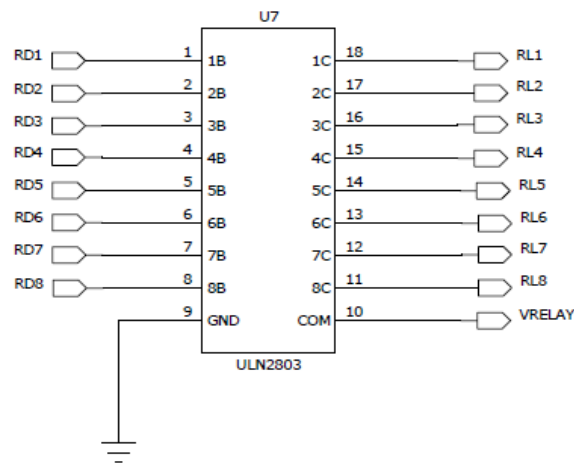 U7
RD1 1 1B 1C 18 RL1
RD2 2 2B 2C 17 RL2
RD3 3 3B 3C 16 RL3
RD4 4 4B 4C 15 RL4
RD5 5 5B 5C 14 RL5
RD6 6 6B 6C 13 RL6
RD7 7 7B 7C 12 RL7
RD8 8 8B 8C 11 RL8
9 GND COM 10 VRELAY
ULN2803